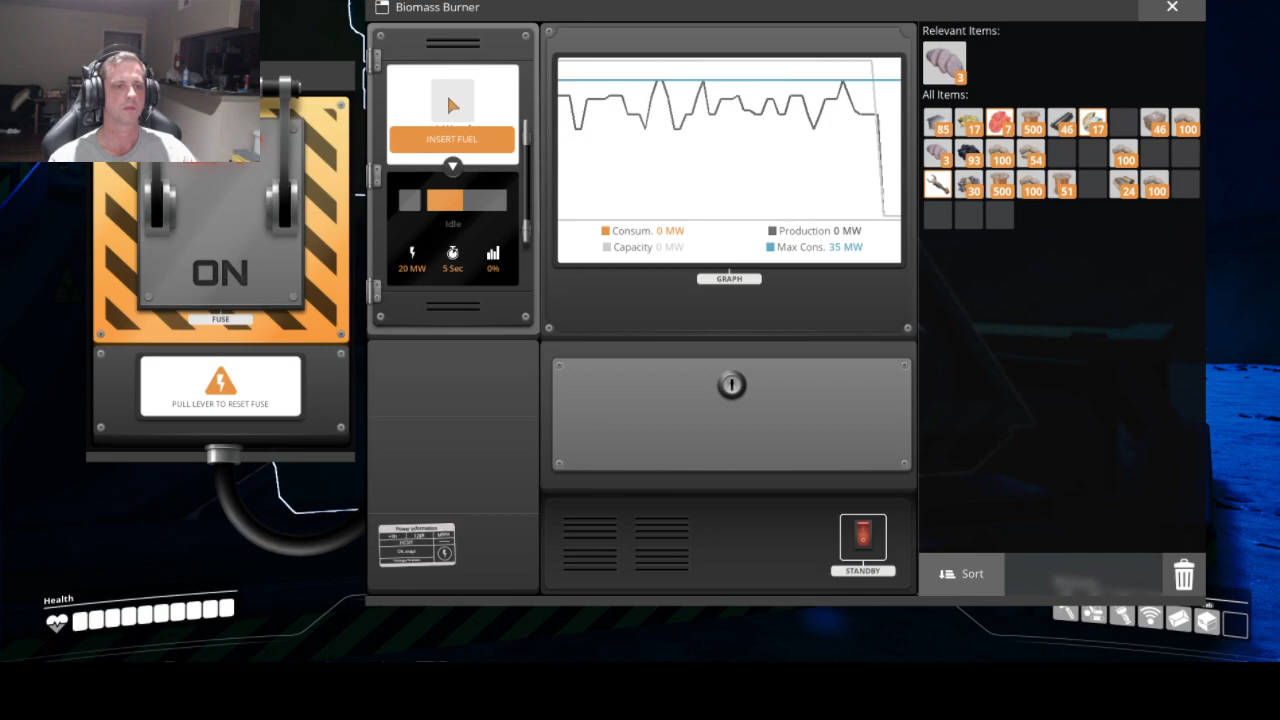 Biomass Burner
INSERT FUEL
Idle
20 MW
5 Sec
0%
ON
FUSE
PULL LEVER TO RESET FUSE
Consum. 0 MW
Production 0 MW
Capacity 0 MW
Max Cons. 35 MW
GRAPH
STANDBY
Power Information
Relevant Items:
3
All Items:
85 17 7 500 46 17 46 100
3 93 100 54 100
30 500 100 51 24 100
Sort
Health